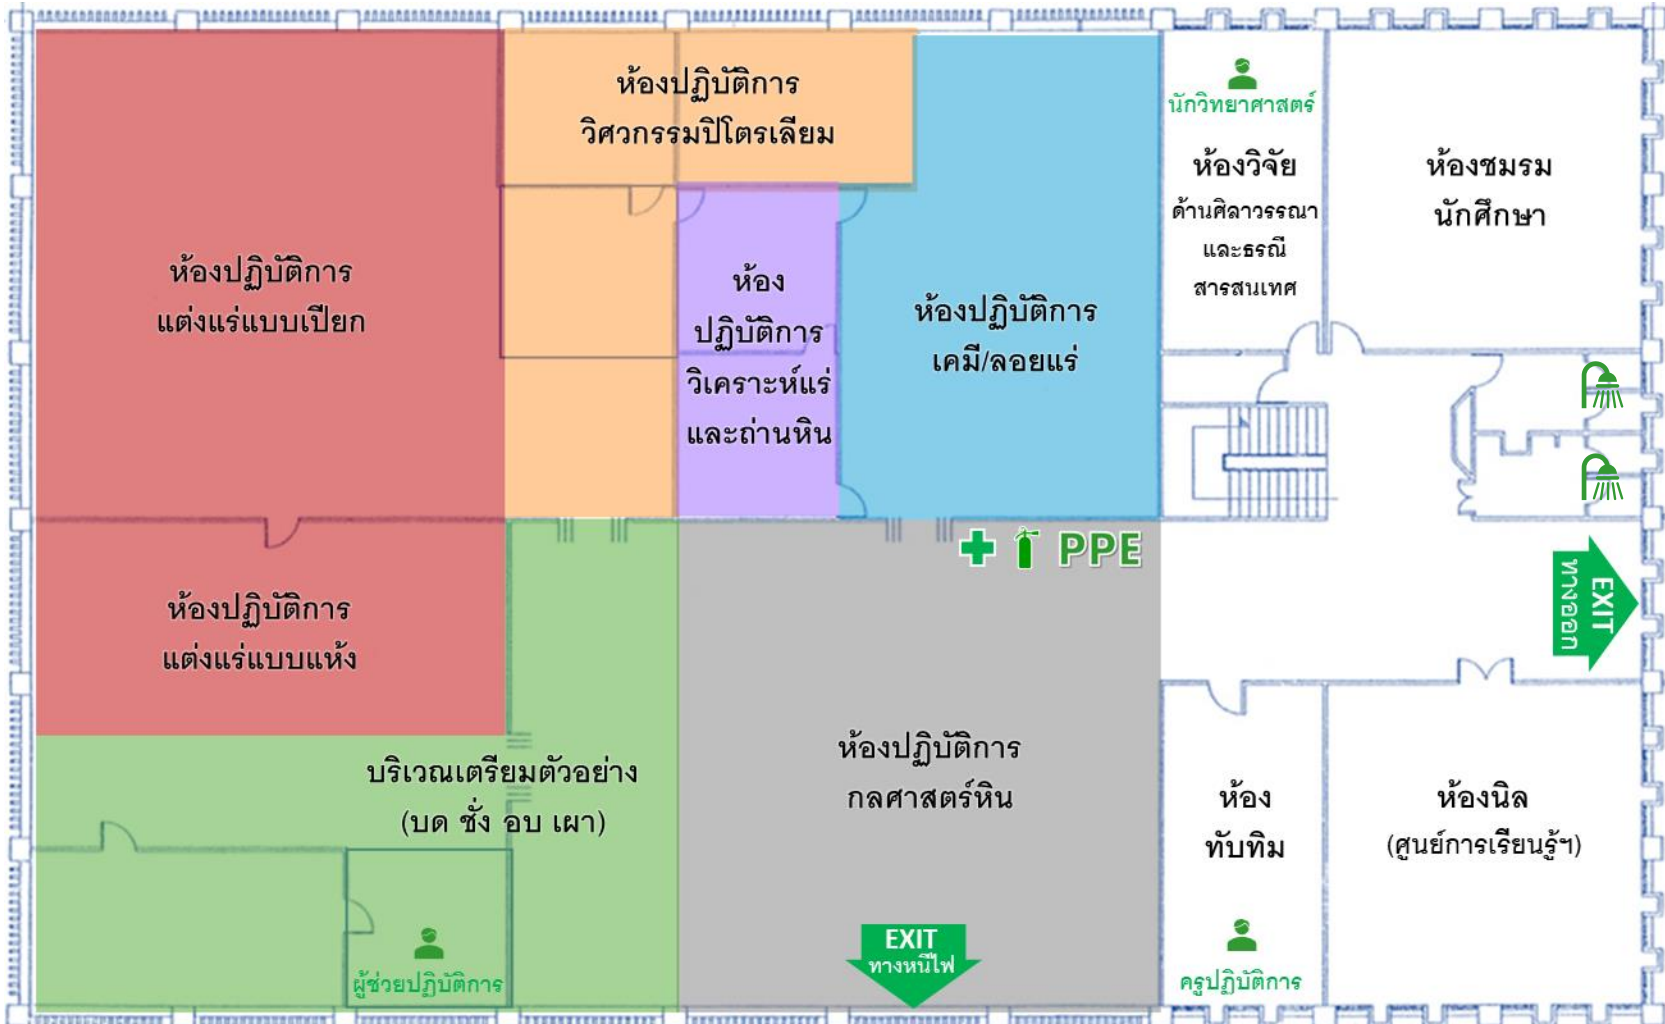 ห้องปฏิบัติการ
วิศวกรรมปิโตรเลียม
นักวิทยาศาสตร์
ห้องวิจัย
ด้านศิลาวรรณา
และธรณี
สารสนเทศ
ห้องชมรม
นักศึกษา
ห้องปฏิบัติการ
แต่งแร่แบบเปียก
ห้อง
ปฏิบัติการ
วิเคราะห์แร่
และถ่านหิน
ห้องปฏิบัติการ
เคมี/ลอยแร่
PPE
EXIT
ทางออก
ห้องปฏิบัติการ
แต่งแร่แบบแห้ง
บริเวณเตรียมตัวอย่าง
(บด ชั่ง อบ เผา)
ห้องปฏิบัติการ
กลศาสตร์หิน
ห้อง
ทับทิม
ห้องนิล
(ศูนย์การเรียนรู้ฯ)
ผู้ช่วยปฏิบัติการ
EXIT
ทางหนีไฟ
ครูปฏิบัติการ